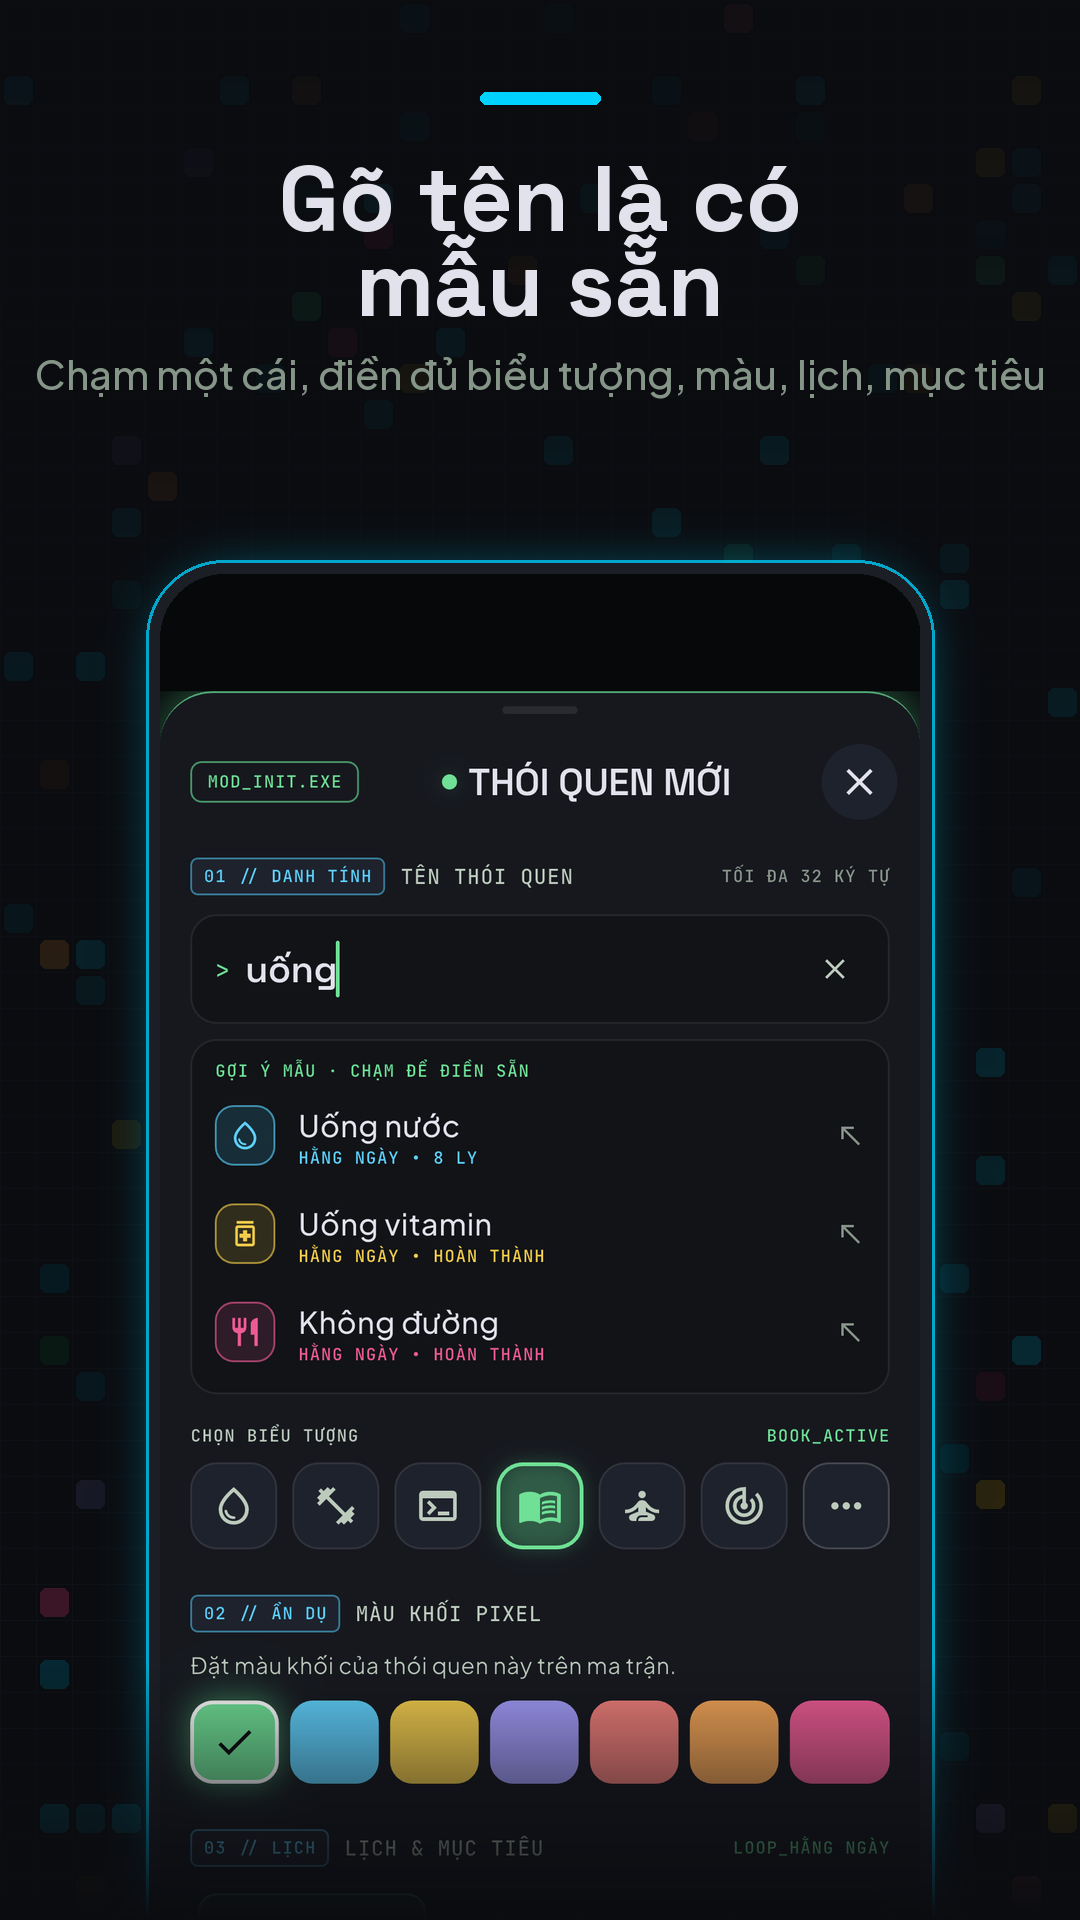 Gõ tên là có
mẫu sẵn
Chạm một cái, điền đủ biểu tượng, màu, lịch, mục tiêu
MOD_INIT.EXE
THÓI QUEN MỚI
01 // DANH TÍNH
TÊN THÓI QUEN
TỐI ĐA 32 KÝ TỰ
> uống
GỢI Ý MẪU · CHẠM ĐỂ ĐIỀN SẴN
Uống nước
HẰNG NGÀY • 8 LY
Uống vitamin
HẰNG NGÀY • HOÀN THÀNH
Không đường
HẰNG NGÀY • HOÀN THÀNH
CHỌN BIỂU TƯỢNG
BOOK_ACTIVE
02 // ẨN DỤ
MÀU KHỐI PIXEL
Đặt màu khối của thói quen này trên ma trận.
03 // LỊCH
LỊCH & MỤC TIÊU
LOOP_HẰNG NGÀY